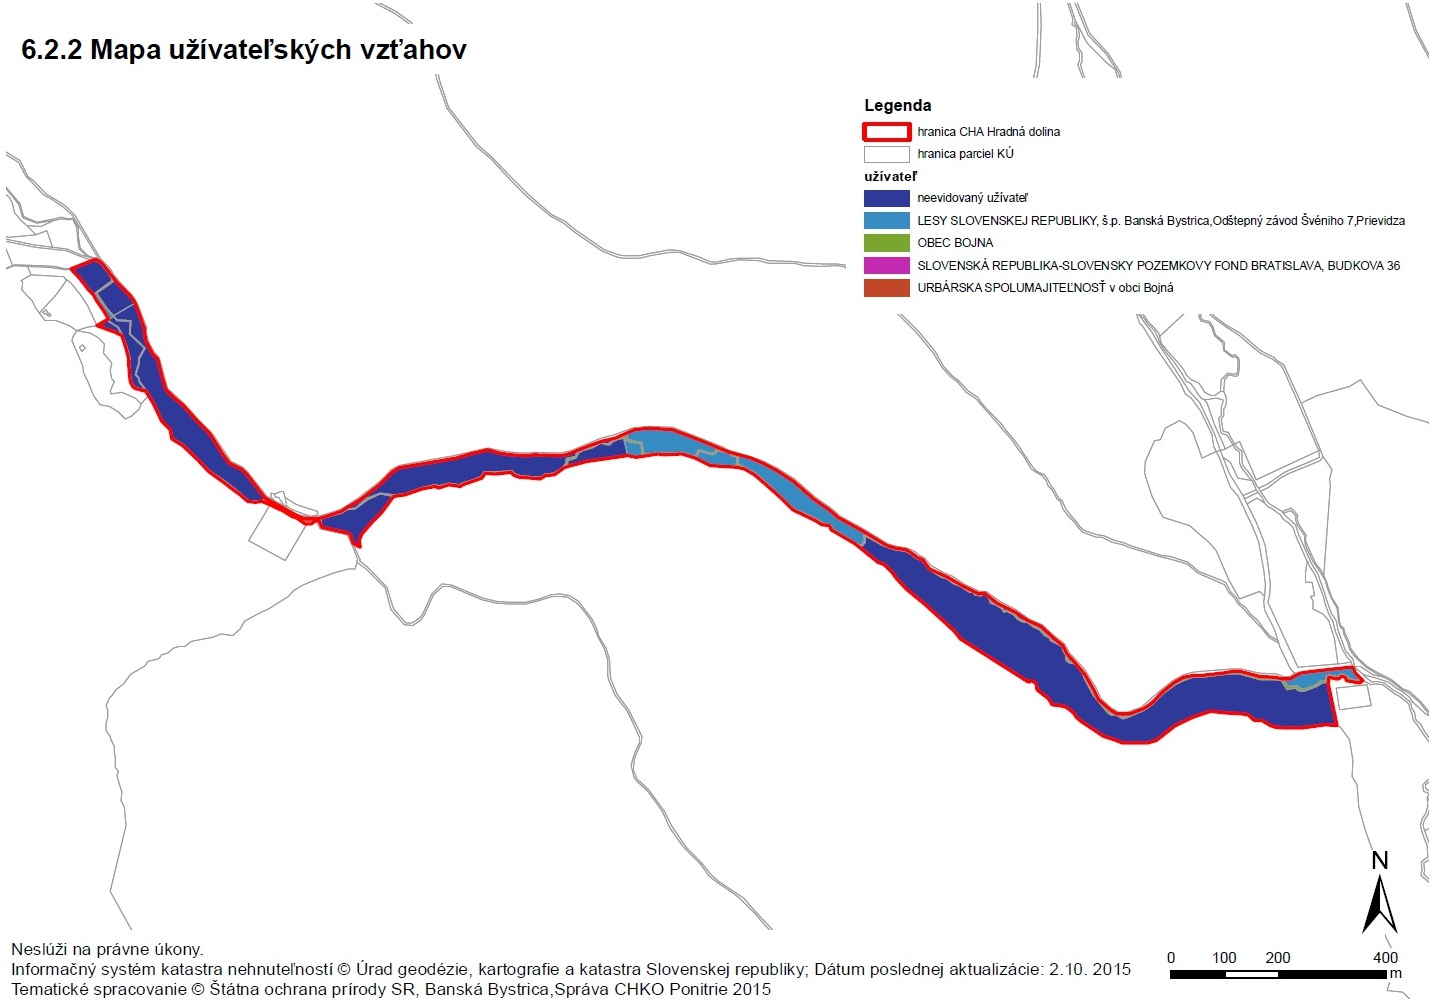 6.2.2 Mapa užívateľských vzťahov
Legenda
hranica CHA Hradná dolina
hranica parciel KÚ
užívateľ
neevidovaný užívateľ
LESY SLOVENSKEJ REPUBLIKY, š.p. Banská Bystrica,Odštepný závod Švéniho 7,Prievidza
OBEC BOJNA
SLOVENSKÁ REPUBLIKA-SLOVENSKY POZEMKOVY FOND BRATISLAVA, BUDKOVA 36
URBÁRSKA SPOLUMAJITEĽNOSŤ v obci Bojná
N
0 100 200 400
m
Neslúži na právne úkony.
Informačný systém katastra nehnuteľností © Úrad geodézie, kartografie a katastra Slovenskej republiky; Dátum poslednej aktualizácie: 2.10. 2015
Tematické spracovanie © Štátna ochrana prírody SR, Banská Bystrica,Správa CHKO Ponitrie 2015